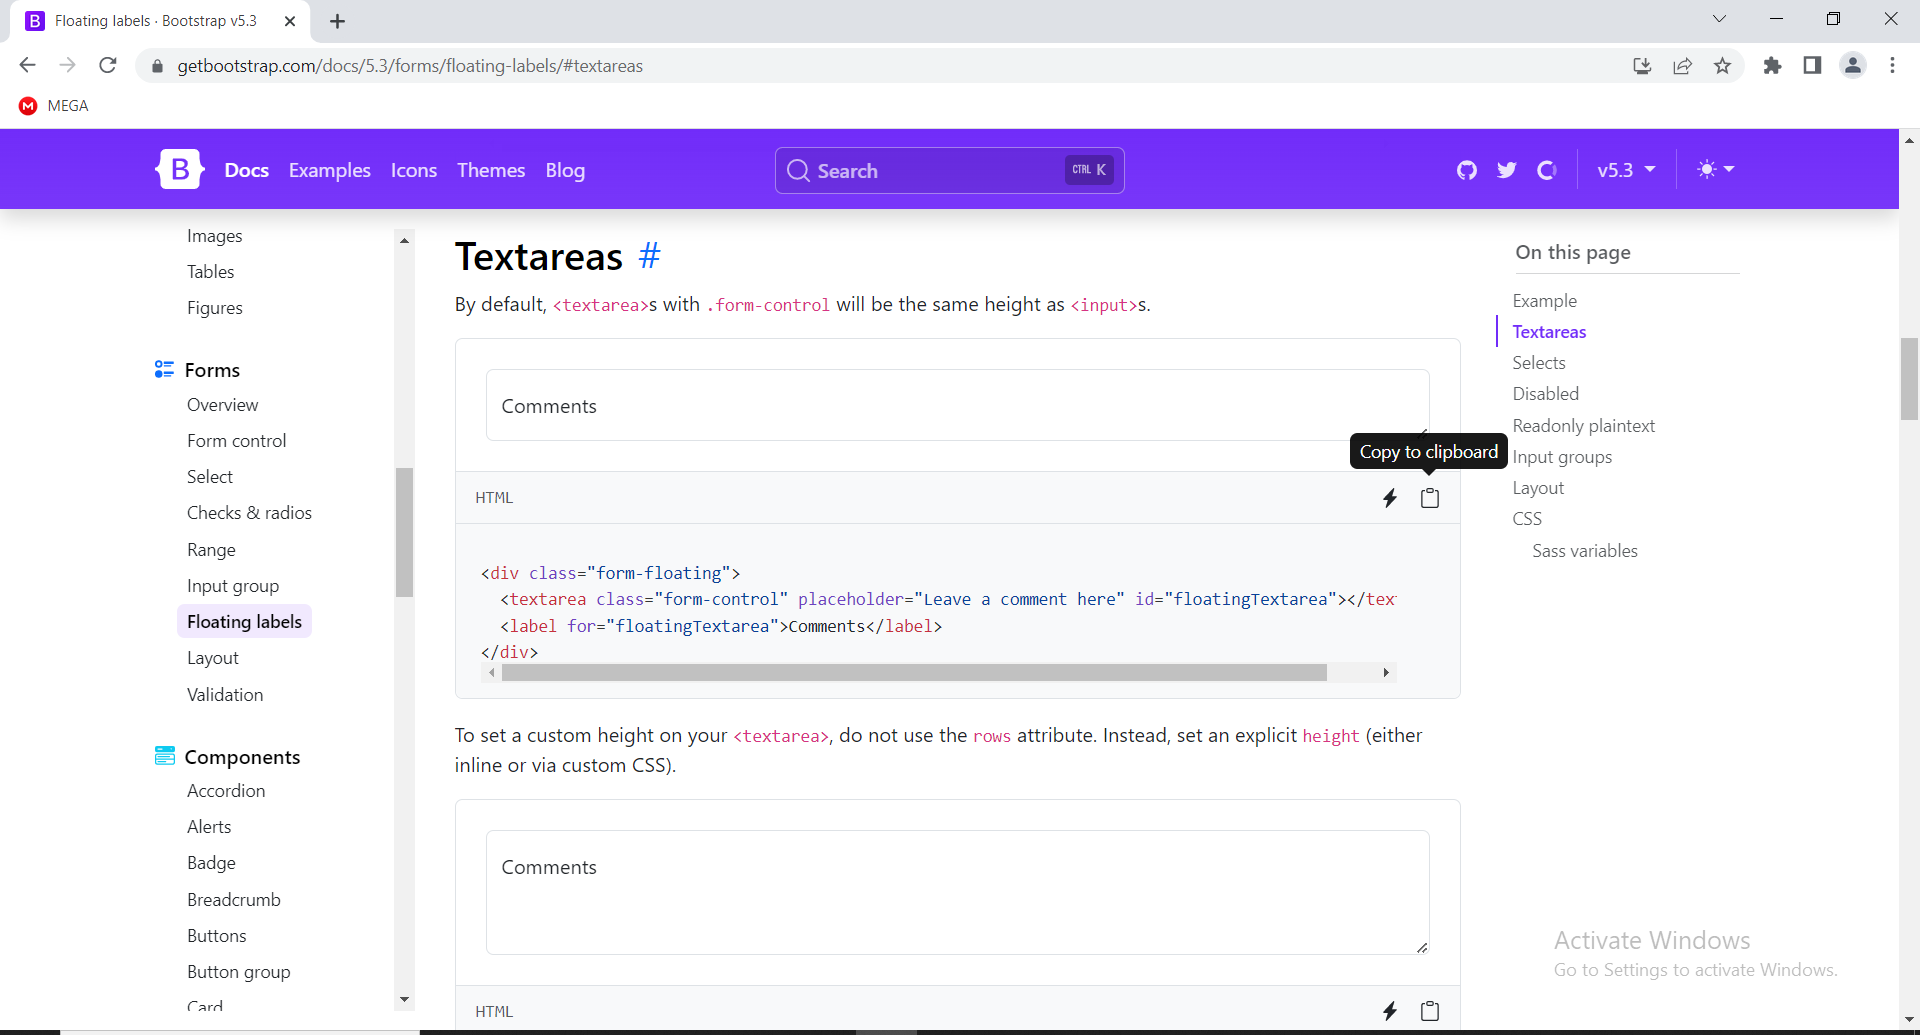 Floating labels · Bootstrap v5.3
getbootstrap.com/docs/5.3/forms/floating-labels/#textareas
MEGA
B Docs Examples Icons Themes Blog Search CTRL K v5.3
Images
Tables
Figures
Forms
Overview
Form control
Select
Checks & radios
Range
Input group
Floating labels
Layout
Validation
Components
Accordion
Alerts
Badge
Breadcrumb
Buttons
Button group
Card
Textareas #
By default, <textarea>s with .form-control will be the same height as <input>s.
Comments
Copy to clipboard
HTML
<div class="form-floating">
<textarea class="form-control" placeholder="Leave a comment here" id="floatingTextarea"></tex
<label for="floatingTextarea">Comments</label>
</div>
To set a custom height on your <textarea>, do not use the rows attribute. Instead, set an explicit height (either
inline or via custom CSS).
Comments
HTML
On this page
Example
Textareas
Selects
Disabled
Readonly plaintext
Input groups
Layout
CSS
Sass variables
Activate Windows
Go to Settings to activate Windows.